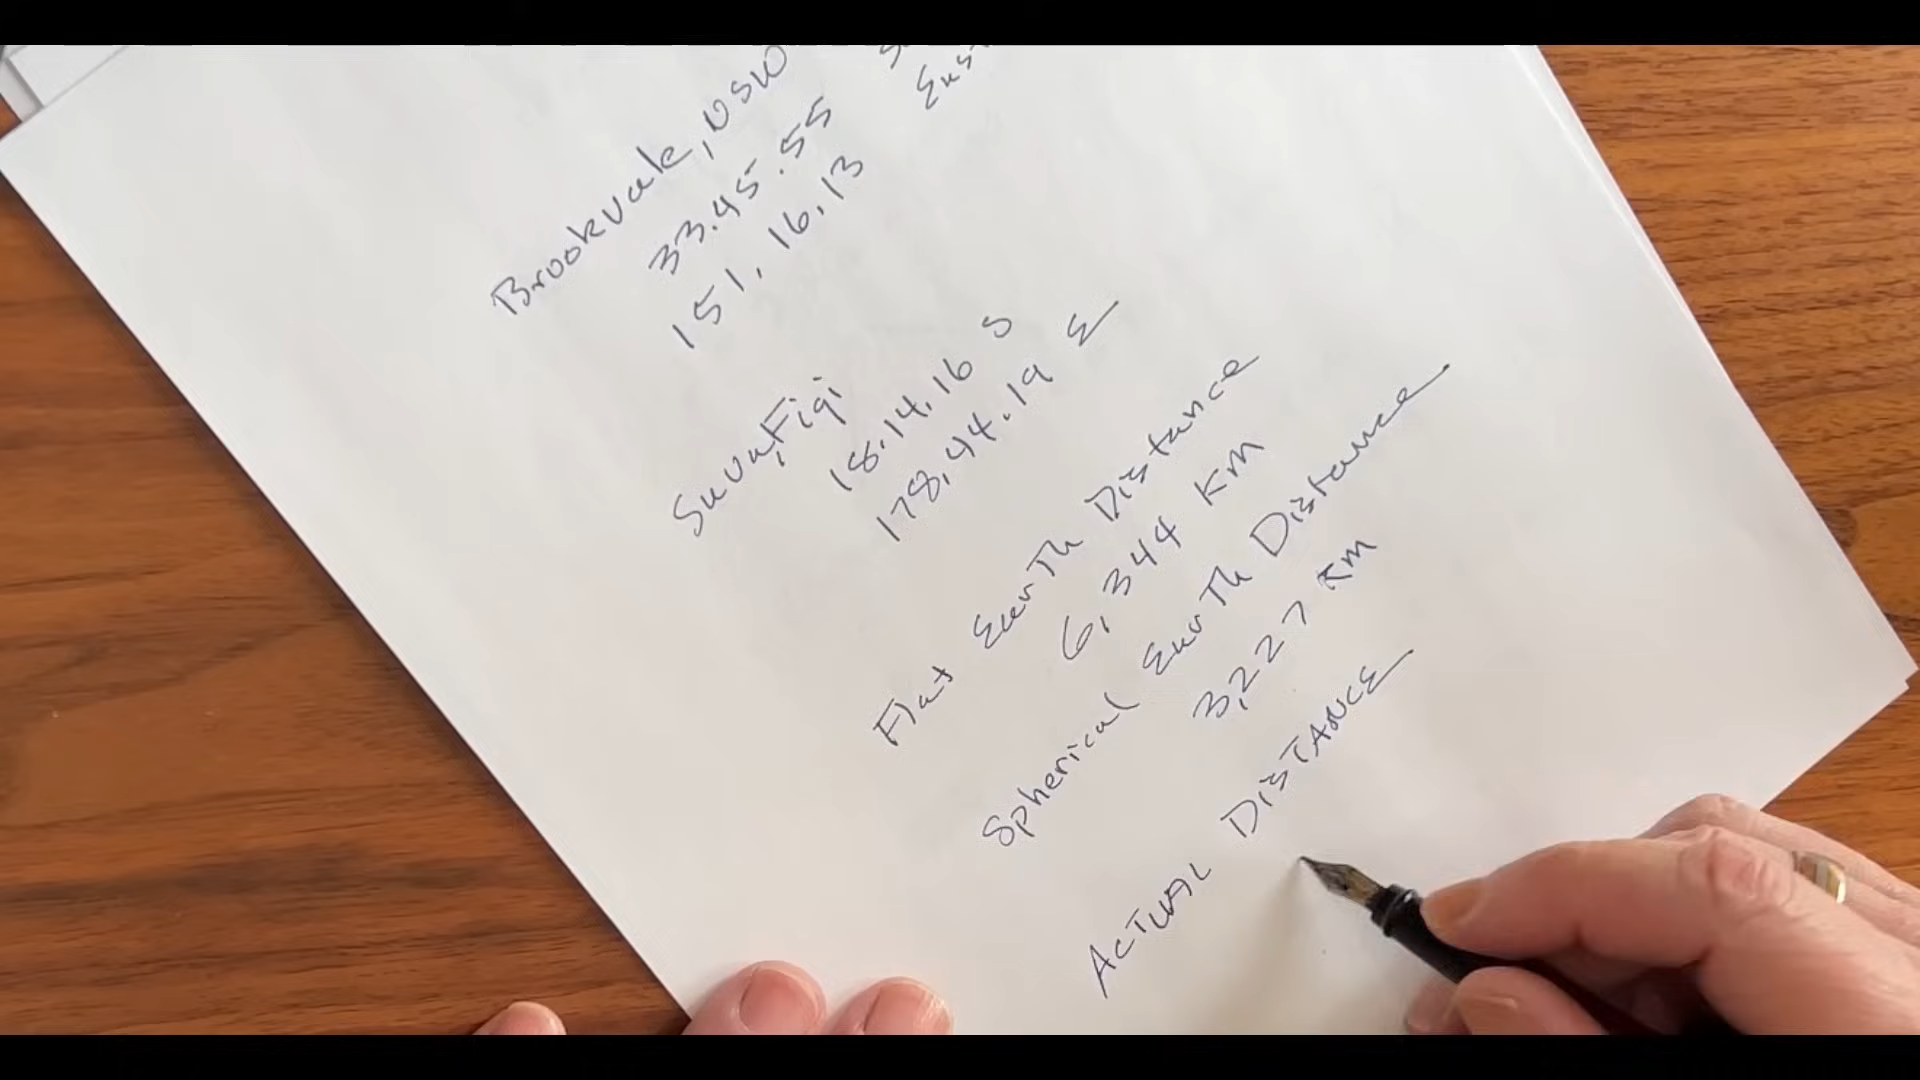 Brookvale, NSW
33.45.55
151.16.13
Suva, Figi
18.14.16 S
178.44.19 E
Flat Earth Distance
6,344 KM
Spherical Earth Distance
3,227 KM
ACTUAL DISTANCE